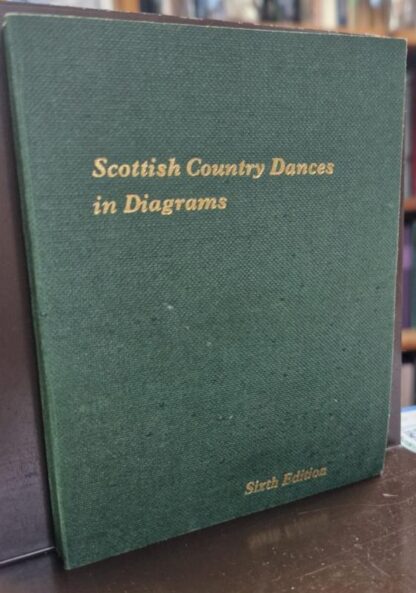 Scottish Country Dances
in Diagrams
Sixth Edition